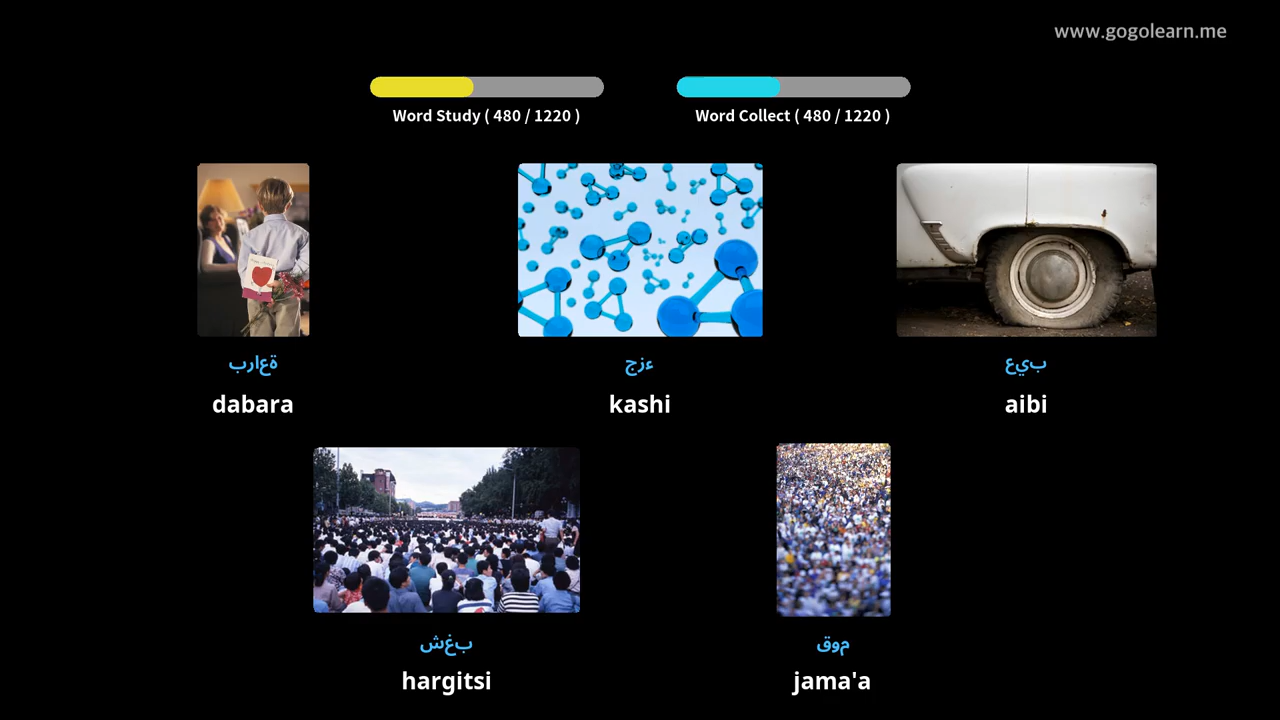 www.gogolearn.me
Word Study ( 480 / 1220 )
Word Collect ( 480 / 1220 )
ةعارب
dabara
ءزج
kashi
بيع
aibi
بغش
hargitsi
موق
jama'a